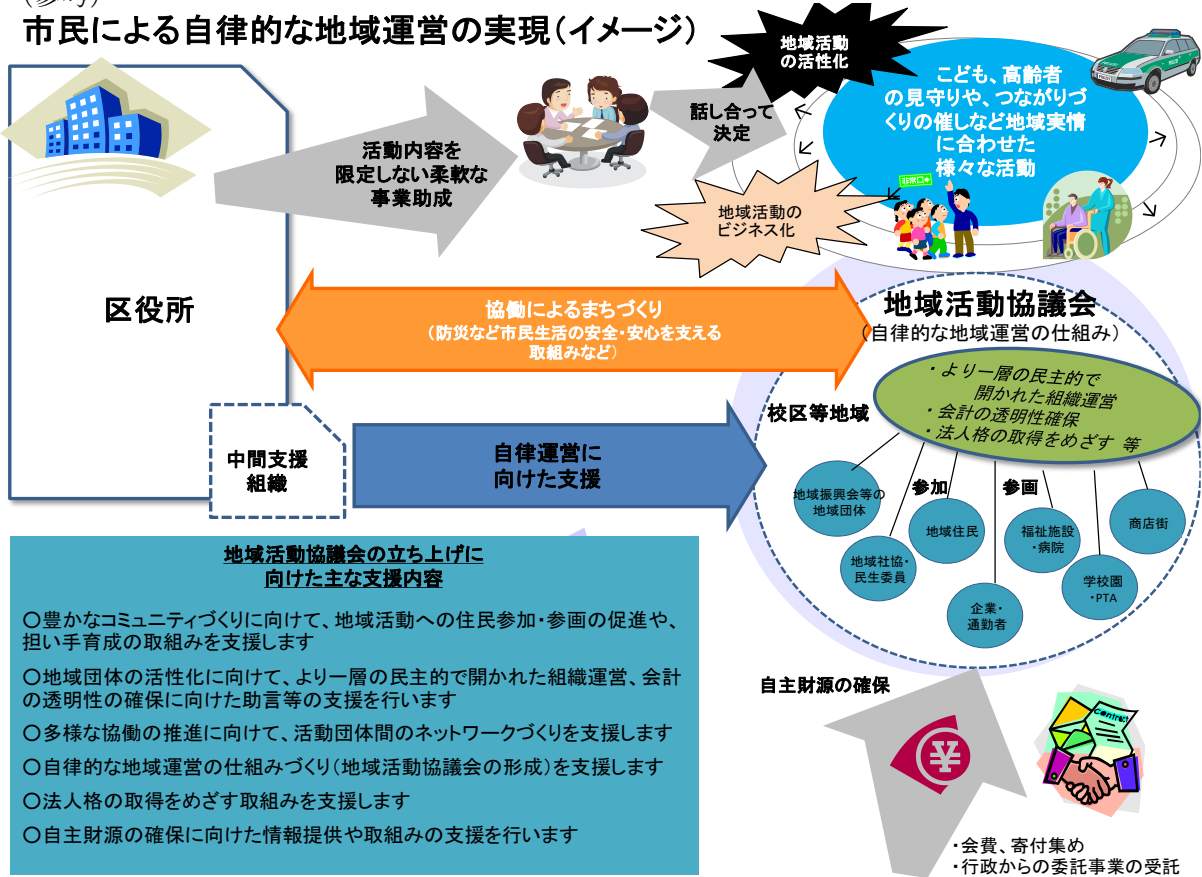 (参考)
市民による自律的な地域運営の実現(イメージ)
地域活動
の活性化
こども、高齢者
の見守りや、つながりづ
くりの催しなど地域実情
に合わせた
様々な活動
話し合って
決定
活動内容を
限定しない柔軟な
事業助成
地域活動の
ビジネス化
非常口
区役所
協働によるまちづくり
(防災など市民生活の安全・安心を支える
取組みなど)
地域活動協議会
(自律的な地域運営の仕組み)
・より一層の民主的で
開かれた組織運営
・会計の透明性確保
・法人格の取得をめざす 等
校区等地域
中間支援
組織
自律運営に
向けた支援
参加
参画
地域振興会等の
地域団体
地域社協・
民生委員
地域住民
企業・
通勤者
福祉施設
・病院
学校園
・PTA
商店街
地域活動協議会の立ち上げに
向けた主な支援内容
○豊かなコミュニティづくりに向けて、地域活動への住民参加・参画の促進や、
担い手育成の取組みを支援します
○地域団体の活性化に向けて、より一層の民主的で開かれた組織運営、会計
の透明性の確保に向けた助言等の支援を行います
○多様な協働の推進に向けて、活動団体間のネットワークづくりを支援します
○自律的な地域運営の仕組みづくり(地域活動協議会の形成)を支援します
○法人格の取得をめざす取組みを支援します
○自主財源の確保に向けた情報提供や取組みの支援を行います
自主財源の確保
¥
Contract
・会費、寄付集め
・行政からの委託事業の受託